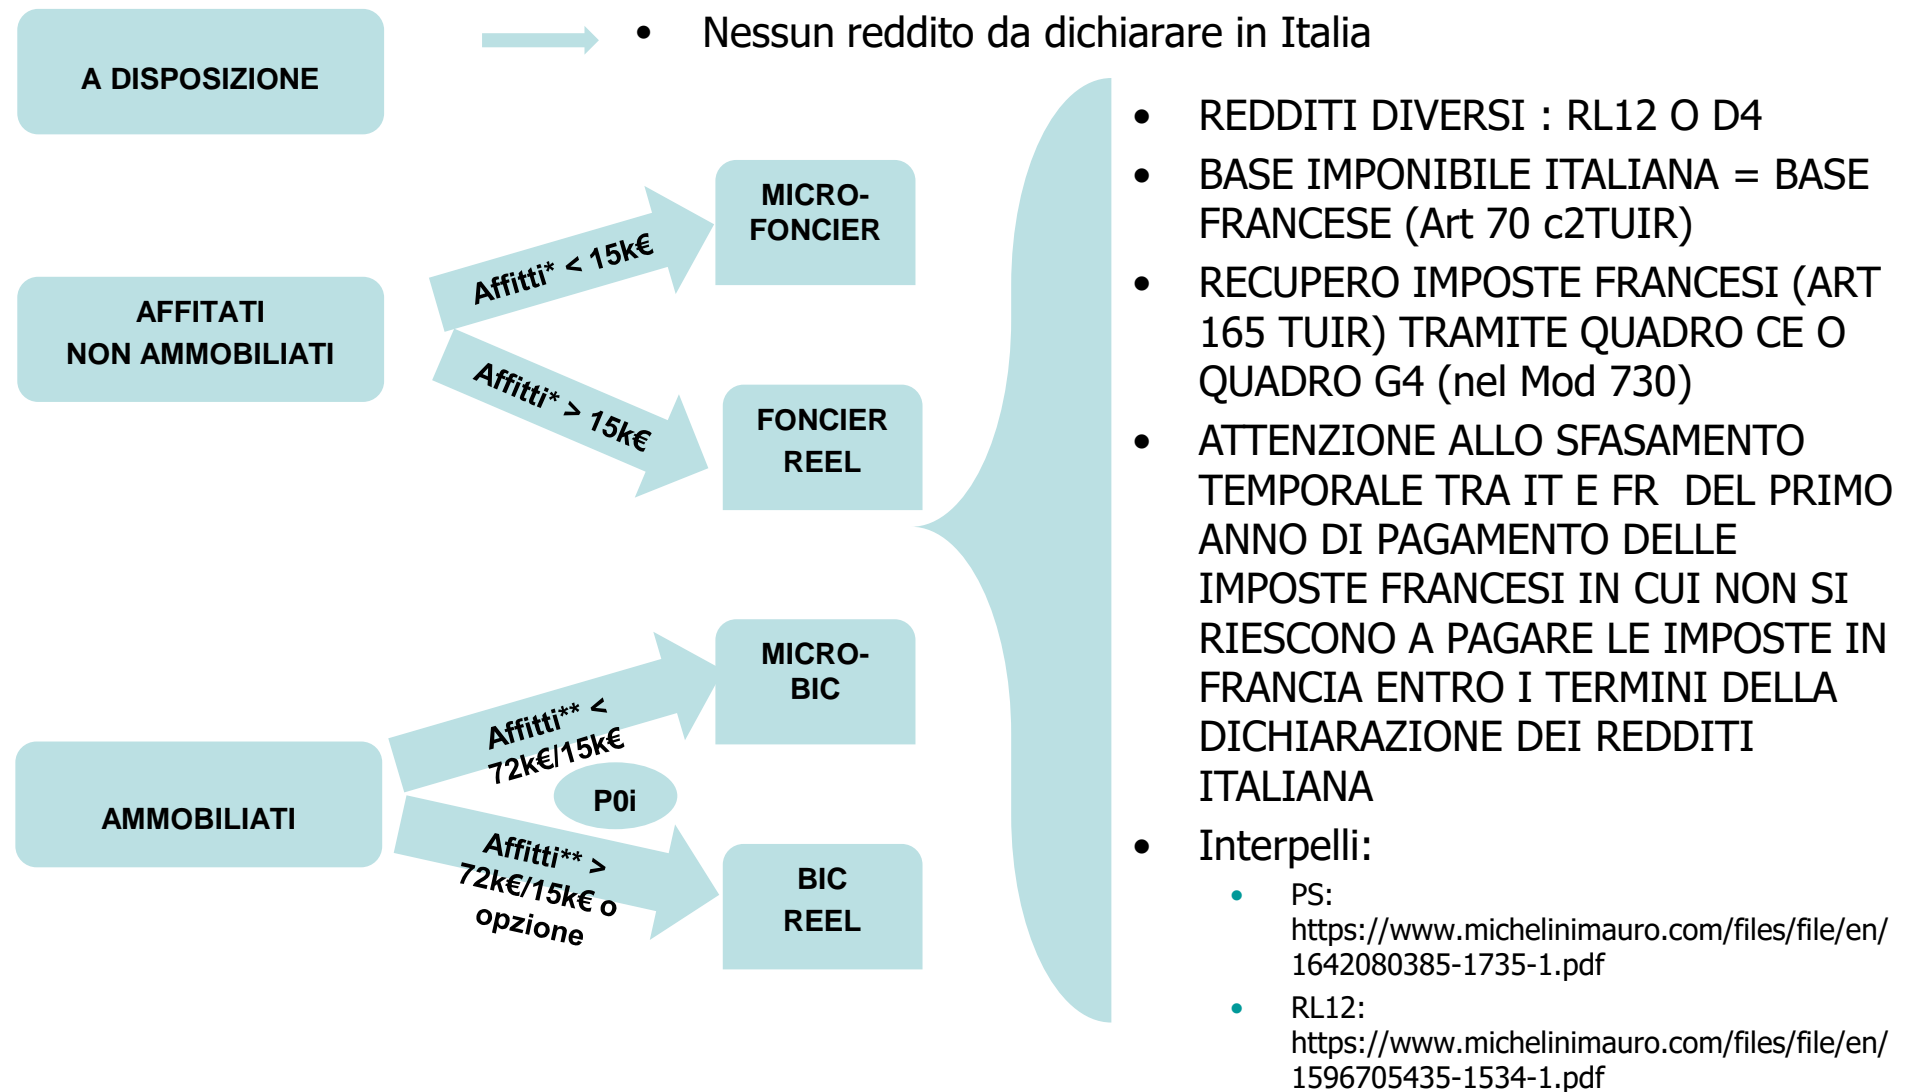 A DISPOSIZIONE
• Nessun reddito da dichiarare in Italia
AFFITATI
NON AMMOBILIATI
Affitti* < 15k€
MICRO-
FONCIER
Affitti* > 15k€
FONCIER
REEL
AMMOBILIATI
Affitti** <
72k€/15k€
MICRO-
BIC
P0i
Affitti** >
72k€/15k€ o
opzione
BIC
REEL
• REDDITI DIVERSI : RL12 O D4
• BASE IMPONIBILE ITALIANA = BASE
FRANCESE (Art 70 c2TUIR)
• RECUPERO IMPOSTE FRANCESI (ART
165 TUIR) TRAMITE QUADRO CE O
QUADRO G4 (nel Mod 730)
• ATTENZIONE ALLO SFASAMENTO
TEMPORALE TRA IT E FR DEL PRIMO
ANNO DI PAGAMENTO DELLE
IMPOSTE FRANCESI IN CUI NON SI
RIESCONO A PAGARE LE IMPOSTE IN
FRANCIA ENTRO I TERMINI DELLA
DICHIARAZIONE DEI REDDITI
ITALIANA
• Interpelli:
• PS:
https://www.michelinimauro.com/files/file/en/
1642080385-1735-1.pdf
• RL12:
https://www.michelinimauro.com/files/file/en/
1596705435-1534-1.pdf